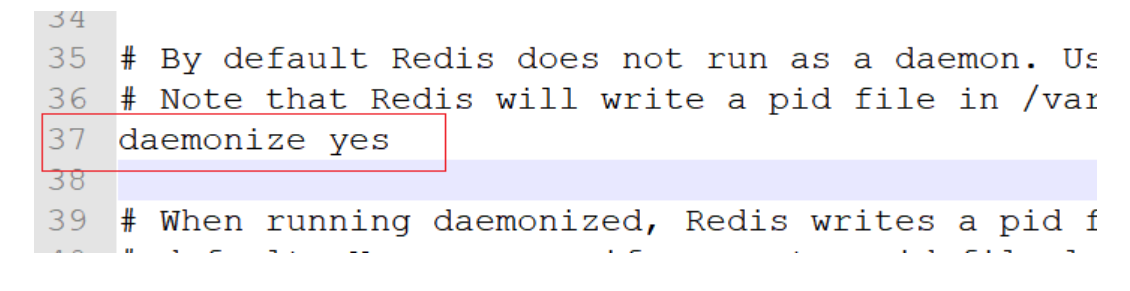 34
35 # By default Redis does not run as a daemon. Us
36 # Note that Redis will write a pid file in /var
37 daemonize yes
38
39 # When running daemonized, Redis writes a pid f